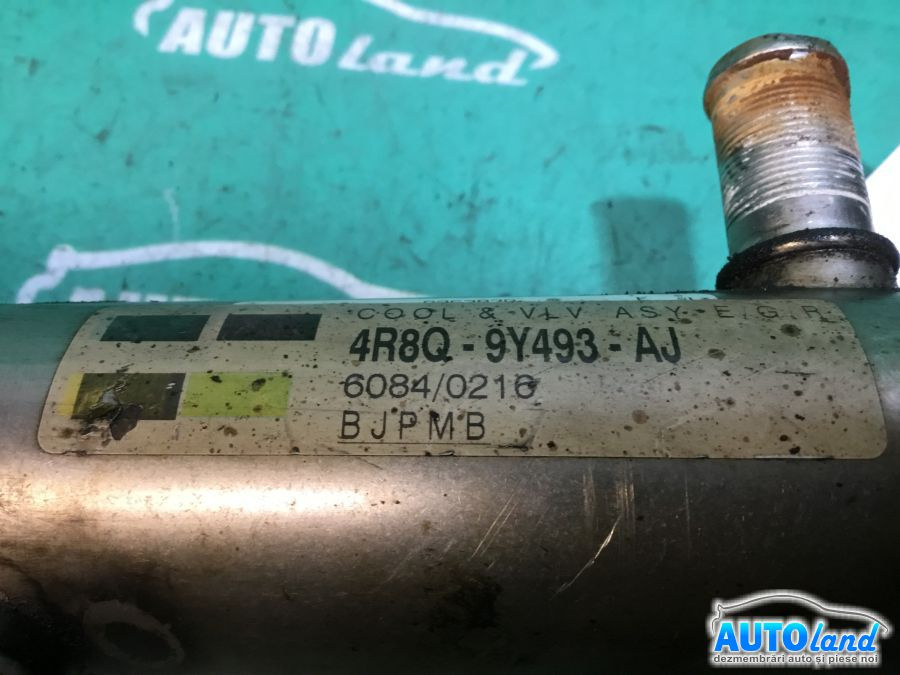 AUTOLand
COOL & VLV ASY E.G.R
4R8Q - 9Y493 - AJ
6084/0216
BJPMB
AUTOLand
dezmembrări auto și piese noi